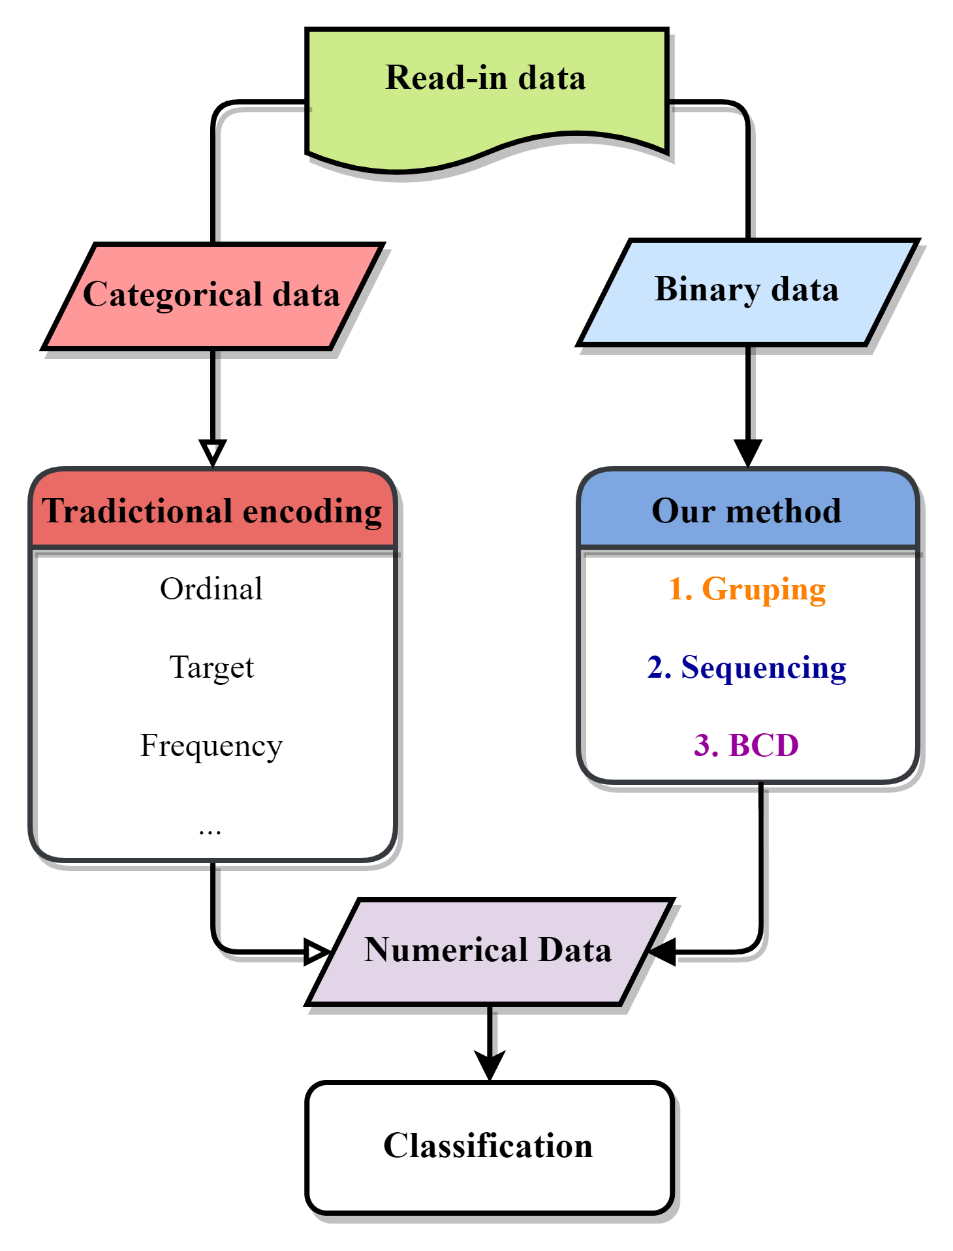 Read-in data
Categorical data
Binary data
Tradictional encoding
Ordinal
Target
Frequency
...
Our method
1. Gruping
2. Sequencing
3. BCD
Numerical Data
Classification